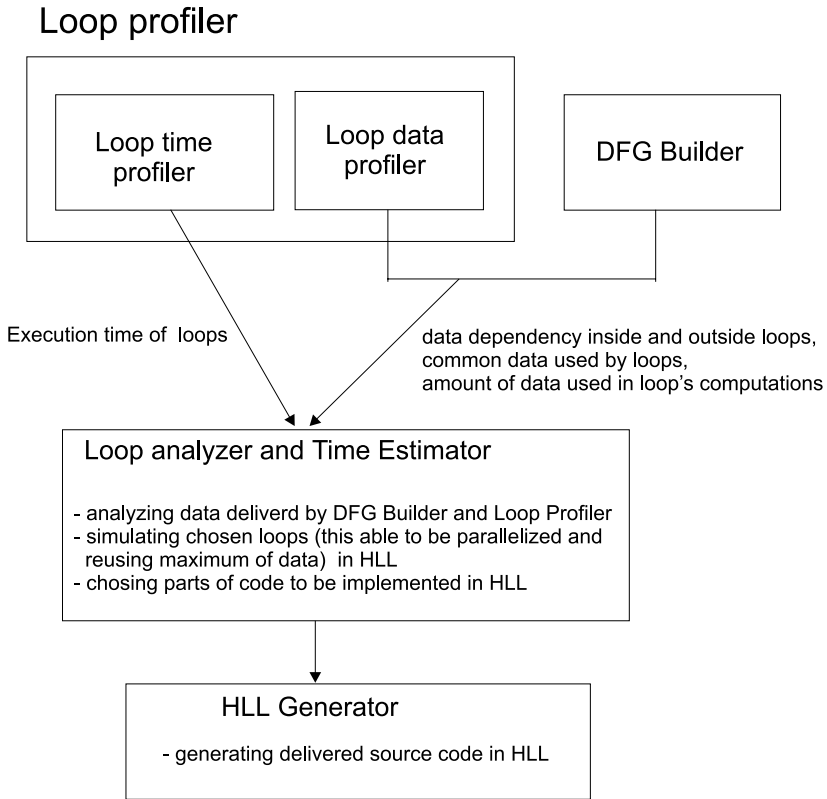 Loop profiler
Loop time
profiler
Loop data
profiler
DFG Builder
Execution time of loops
data dependency inside and outside loops,
common data used by loops,
amount of data used in loop's computations
Loop analyzer and Time Estimator
- analyzing data deliverd by DFG Builder and Loop Profiler
- simulating chosen loops (this able to be parallelized and
reusing maximum of data) in HLL
- chosing parts of code to be implemented in HLL
HLL Generator
- generating delivered source code in HLL